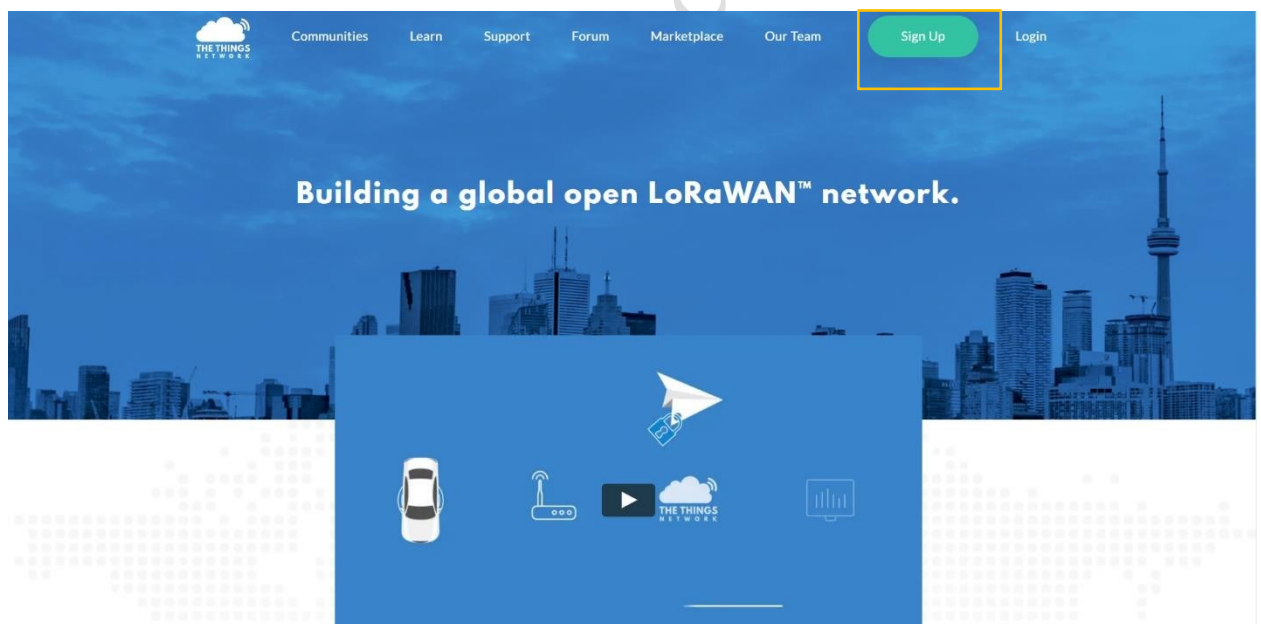 THE THINGS
NETWORK
Communities
Learn
Support
Forum
Marketplace
Our Team
Sign Up
Login
Building a global open LoRaWAN™ network.
THE THINGS
NETWORK